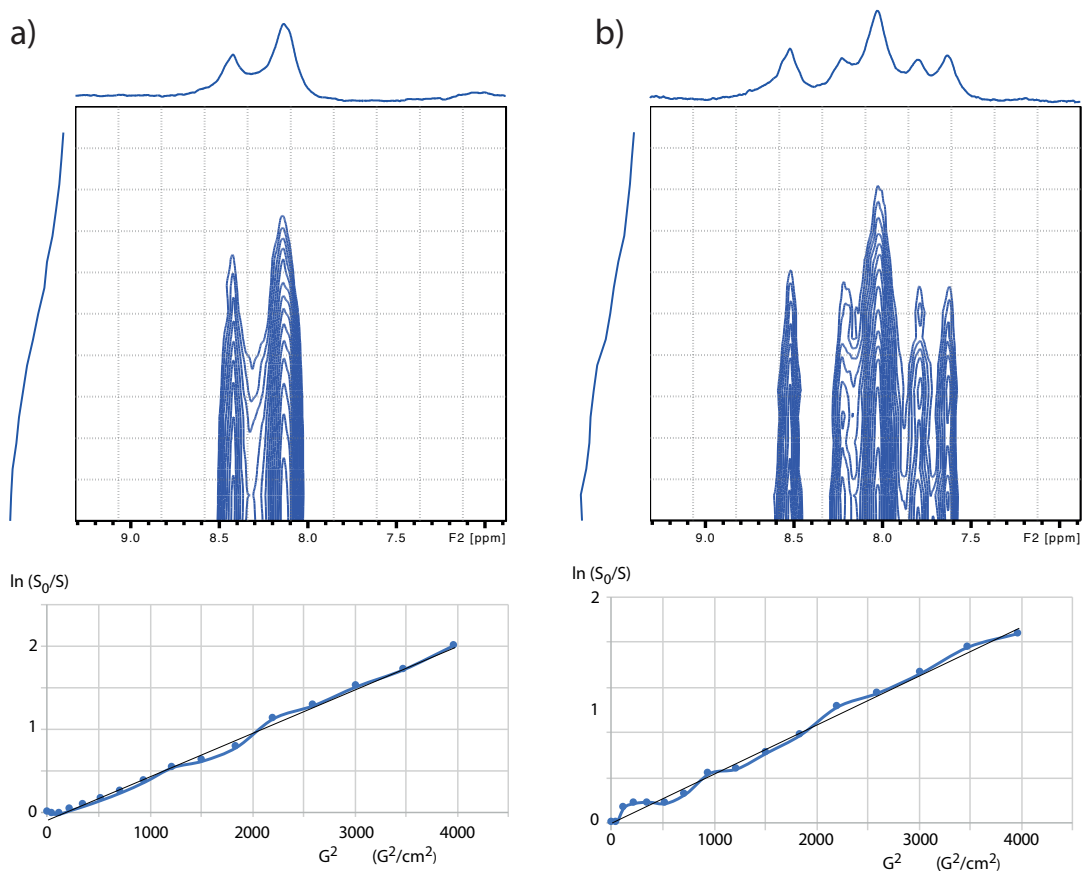 a)
9.0 8.5 8.0 7.5 F2 [ppm]
ln (S0/S)
2
1
0
0 1000 2000 3000 4000
G² (G²/cm²)
b)
9.0 8.5 8.0 7.5 F2 [ppm]
ln (S0/S)
2
1
0
0 1000 2000 3000 4000
G² (G²/cm²)